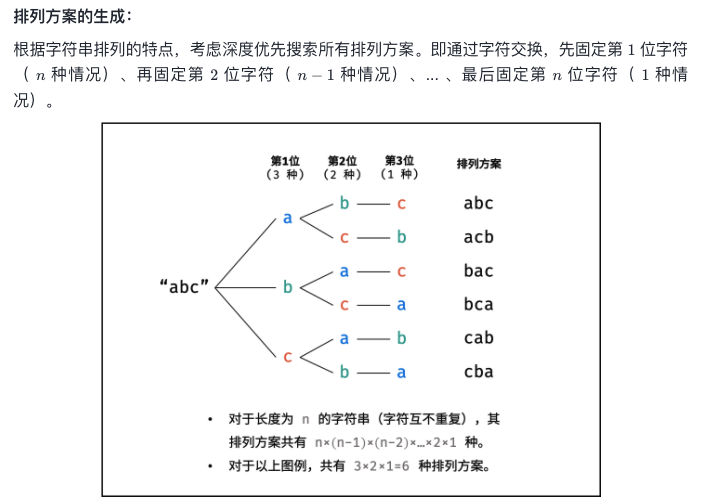 排列方案的生成：
根据字符串排列的特点，考虑深度优先搜索所有排列方案。即通过字符交换，先固定第 1 位字符
（ n 种情况）、再固定第 2 位字符（ n − 1 种情况）、... 、最后固定第 n 位字符（ 1 种情
况）。
第1位 第2位 第3位 排列方案
（3 种） （2 种） （1 种）
b c abc
a
c b acb
a c bac
“abc” b
c a bca
a b cab
c
b a cba
• 对于长度为 n 的字符串（字符互不重复），其
排列方案共有 n×(n-1)×(n-2)×…×2×1 种。
• 对于以上图例，共有 3×2×1=6 种排列方案。